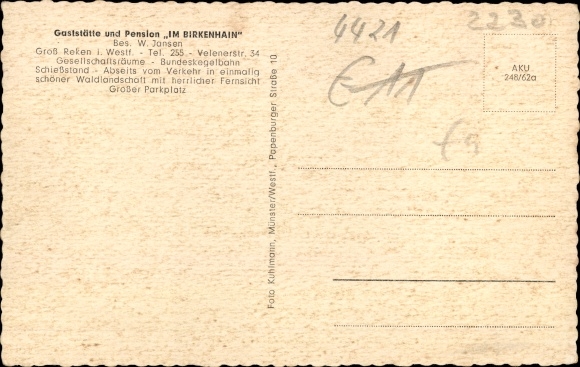 Gaststätte und Pension „IM BIRKENHAIN"
Bes. W. Jansen
Groß Reken i. Westf. - Tel. 255 - Velenerstr. 34
Gesellschaftsräume - Bundeskegelbahn
Schießstand - Abseits vom Verkehr in einmalig
schöner Waldlandschaft mit herrlicher Fernsicht
Großer Parkplatz
Foto Kuhlmann, Münster/Westf., Papenburger Straße 10
4421
AKU
248/62a